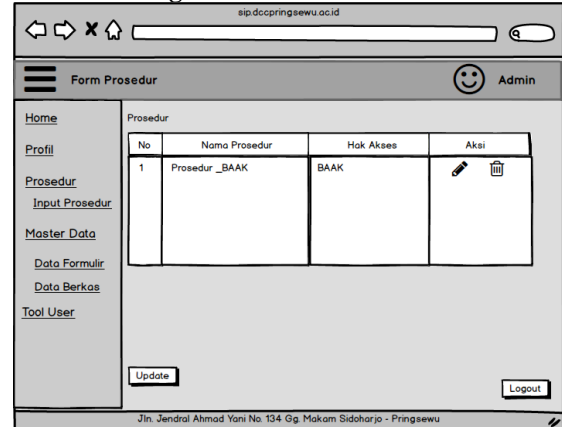 sip.dccpringsewu.ac.id
Form Prosedur
Admin
Home
Profil
Prosedur
Input Prosedur
Master Data
Data Formulir
Data Berkas
Tool User
Prosedur
No Nama Prosedur Hak Akses Aksi
1 Prosedur _BAAK BAAK
Update
Logout
Jln. Jendral Ahmad Yani No. 134 Gg. Makam Sidoharjo - Pringsewu